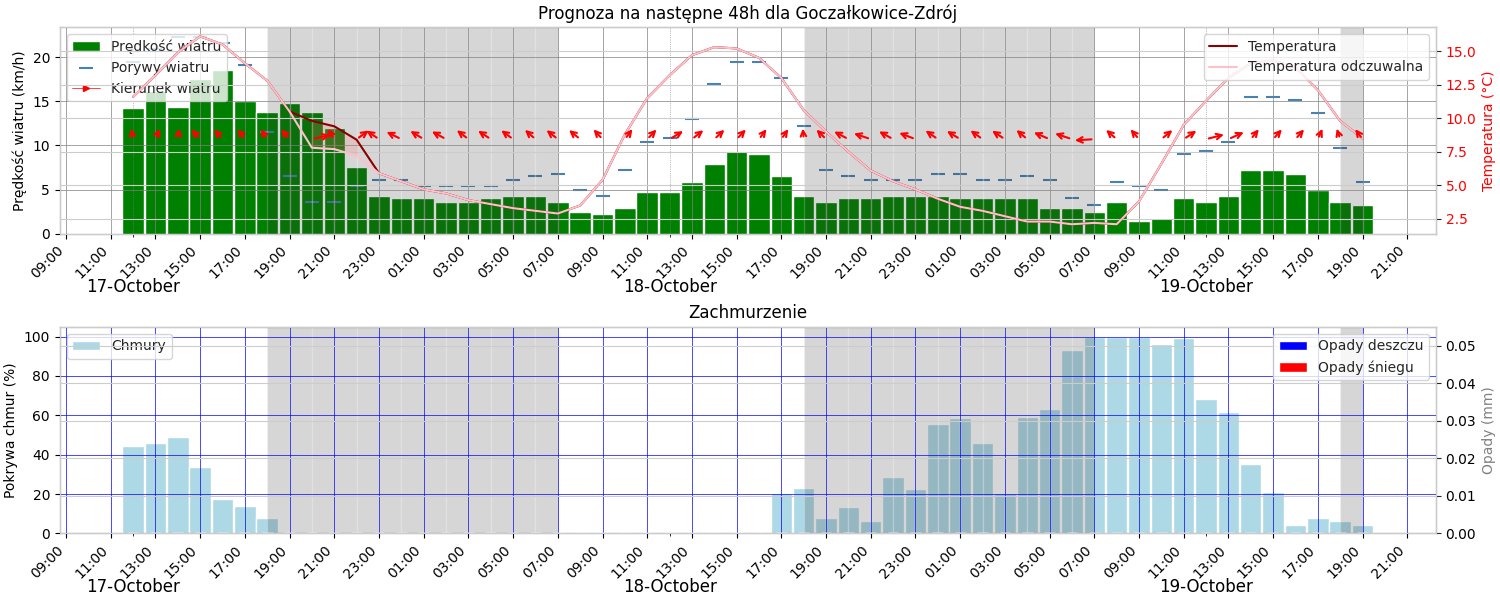 Prognoza na następne 48h dla Goczałkowice-Zdrój
Prędkość wiatru (km/h)
20
15
10
5
0
Prędkość wiatru
Porywy wiatru
Kierunek wiatru
Temperatura
Temperatura odczuwalna
15.0
12.5
10.0
7.5
5.0
2.5
Temperatura (°C)
09:00 11:00 13:00 15:00 17:00 19:00 21:00 23:00 01:00 03:00 05:00 07:00 09:00 11:00 13:00 15:00 17:00 19:00 21:00 23:00 01:00 03:00 05:00 07:00 09:00 11:00 13:00 15:00 17:00 19:00 21:00
17-October 18-October 19-October
Zachmurzenie
Pokrywa chmur (%)
100
80
60
40
20
0
Chmury
Opady deszczu
Opady śniegu
0.05
0.04
0.03
0.02
0.01
0.00
Opady (mm)
09:00 11:00 13:00 15:00 17:00 19:00 21:00 23:00 01:00 03:00 05:00 07:00 09:00 11:00 13:00 15:00 17:00 19:00 21:00 23:00 01:00 03:00 05:00 07:00 09:00 11:00 13:00 15:00 17:00 19:00 21:00
17-October 18-October 19-October